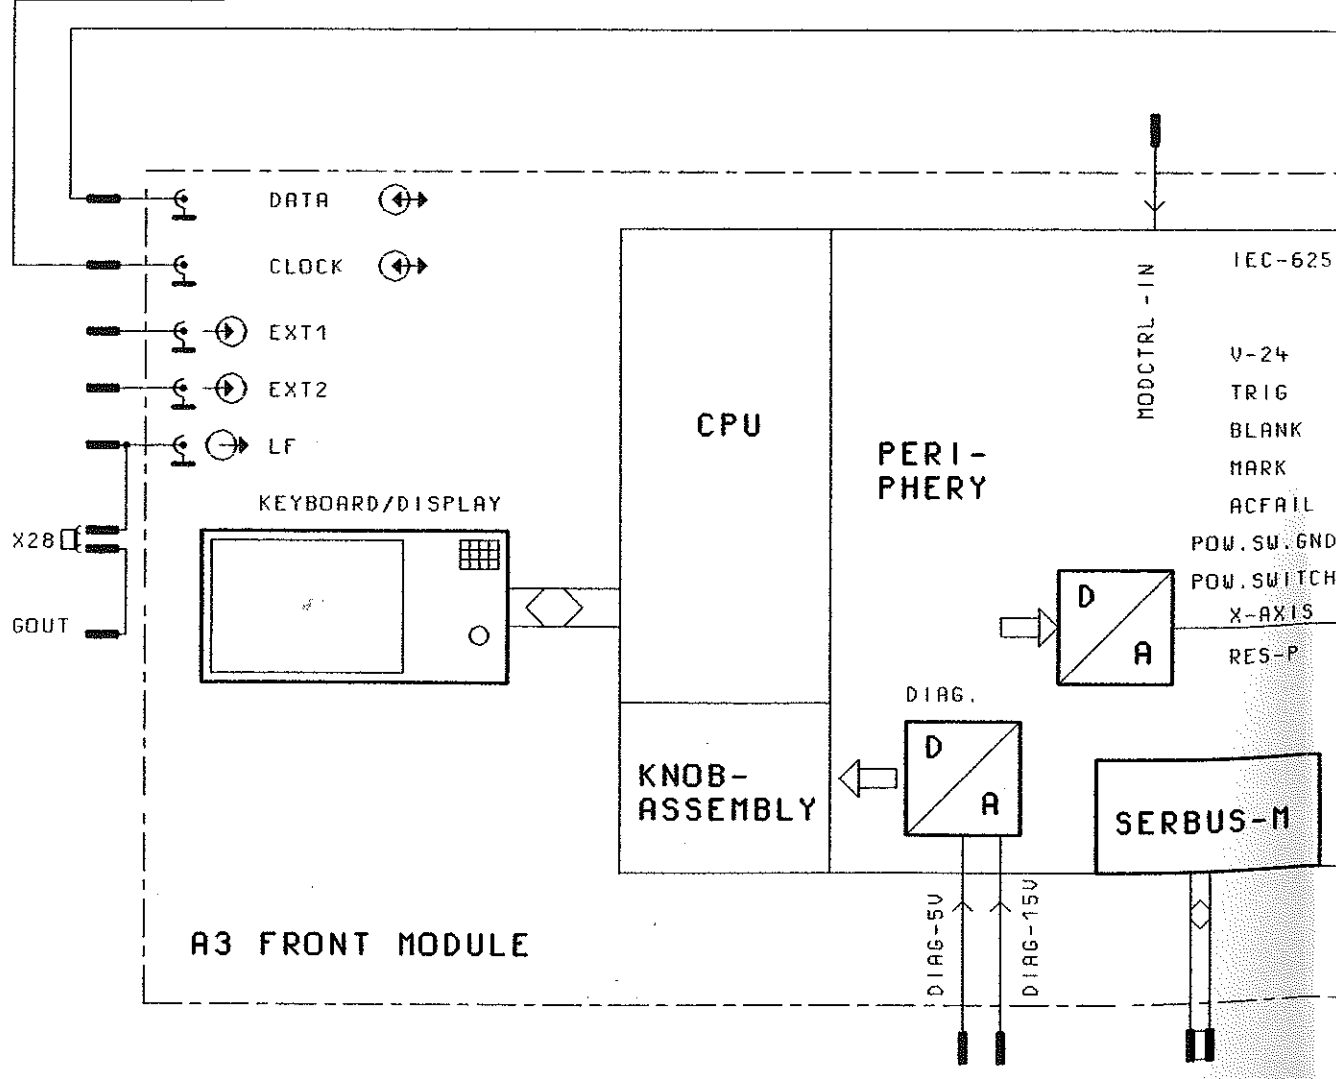 DATA
CLOCK
EXT1
EXT2
LF
KEYBOARD/DISPLAY
X28
GOUT
CPU
KNOB-
ASSEMBLY
PERI-
PHERY
MODCTRL-IN
IEC-625
V-24
TRIG
BLANK
MARK
ACFAIL
POW.SW.GND
POW.SWITCH
X-AXIS
RES-P
D
A
DIAG.
D
A
SERBUS-M
DIAG-5V
DIAG-15V
A3 FRONT MODULE